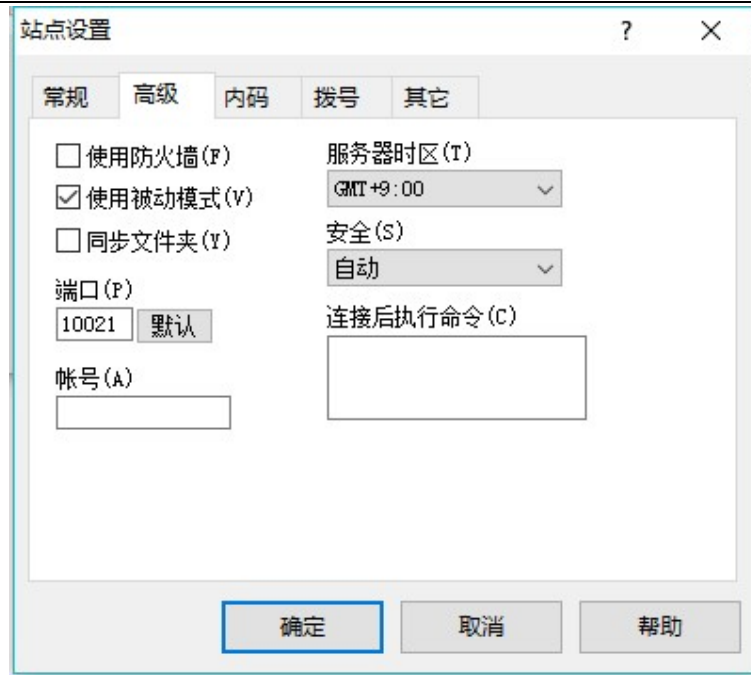 站点设置
常规 高级 内码 拨号 其它
使用防火墙(F)
使用被动模式(V)
同步文件夹(Y)
端口(P)
10021 默认
帐号(A)
服务器时区(T)
GMT+9:00
安全(S)
自动
连接后执行命令(C)
确定 取消 帮助